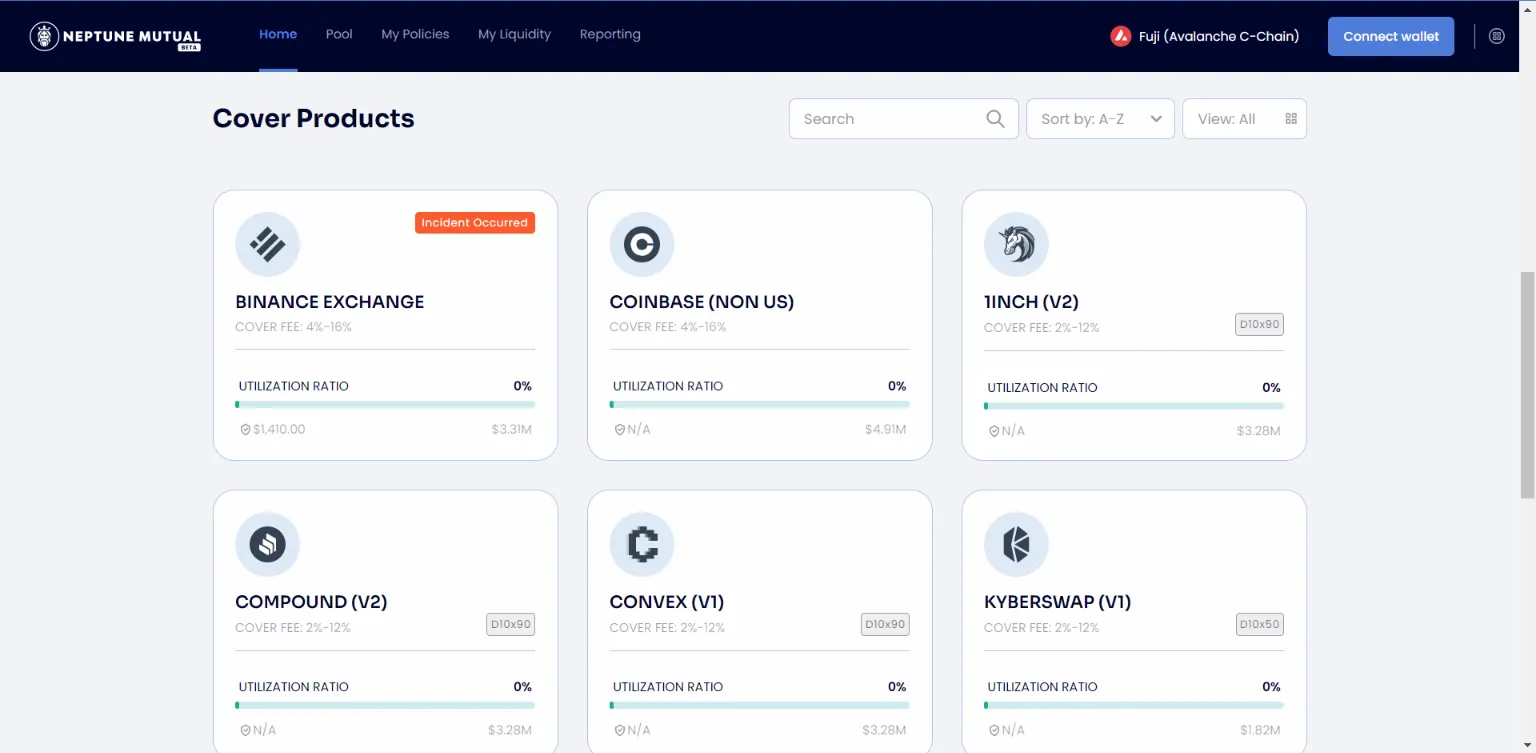 NEPTUNE MUTUAL
BETA
Home
Pool
My Policies
My Liquidity
Reporting
Fuji (Avalanche C-Chain)
Connect wallet
Cover Products
Search
Sort by: A-Z
View: All
Incident Occurred
BINANCE EXCHANGE
COVER FEE: 4%-16%
UTILIZATION RATIO 0%
$1,410.00 $3.31M
COINBASE (NON US)
COVER FEE: 4%-16%
UTILIZATION RATIO 0%
N/A $4.91M
1INCH (V2)
COVER FEE: 2%-12% D10x90
UTILIZATION RATIO 0%
N/A $3.28M
COMPOUND (V2)
COVER FEE: 2%-12% D10x90
UTILIZATION RATIO 0%
N/A $3.28M
CONVEX (V1)
COVER FEE: 2%-12% D10x90
UTILIZATION RATIO 0%
N/A $3.28M
KYBERSWAP (V1)
COVER FEE: 2%-12% D10x50
UTILIZATION RATIO 0%
N/A $1.82M